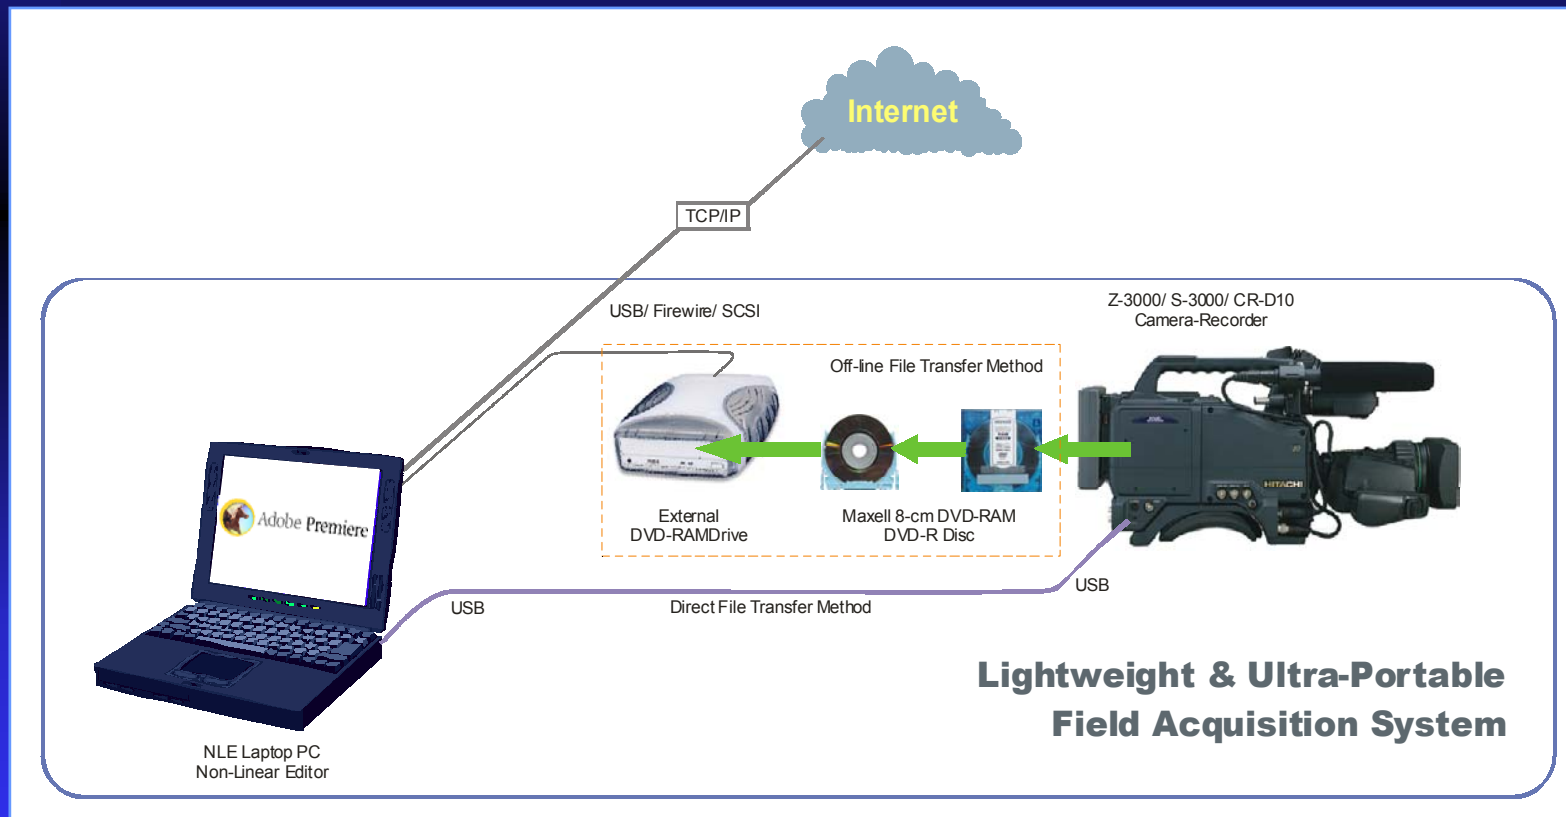 Internet
TCP/IP
USB/ Firewire/ SCSI
Z-3000/ S-3000/ CR-D10
Camera-Recorder
Off-line File Transfer Method
HITACHI
Adobe Premiere
External
DVD-RAMDrive
Maxell 8-cm DVD-RAM
DVD-R Disc
USB
USB
Direct File Transfer Method
Lightweight & Ultra-Portable
Field Acquisition System
NLE Laptop PC
Non-Linear Editor